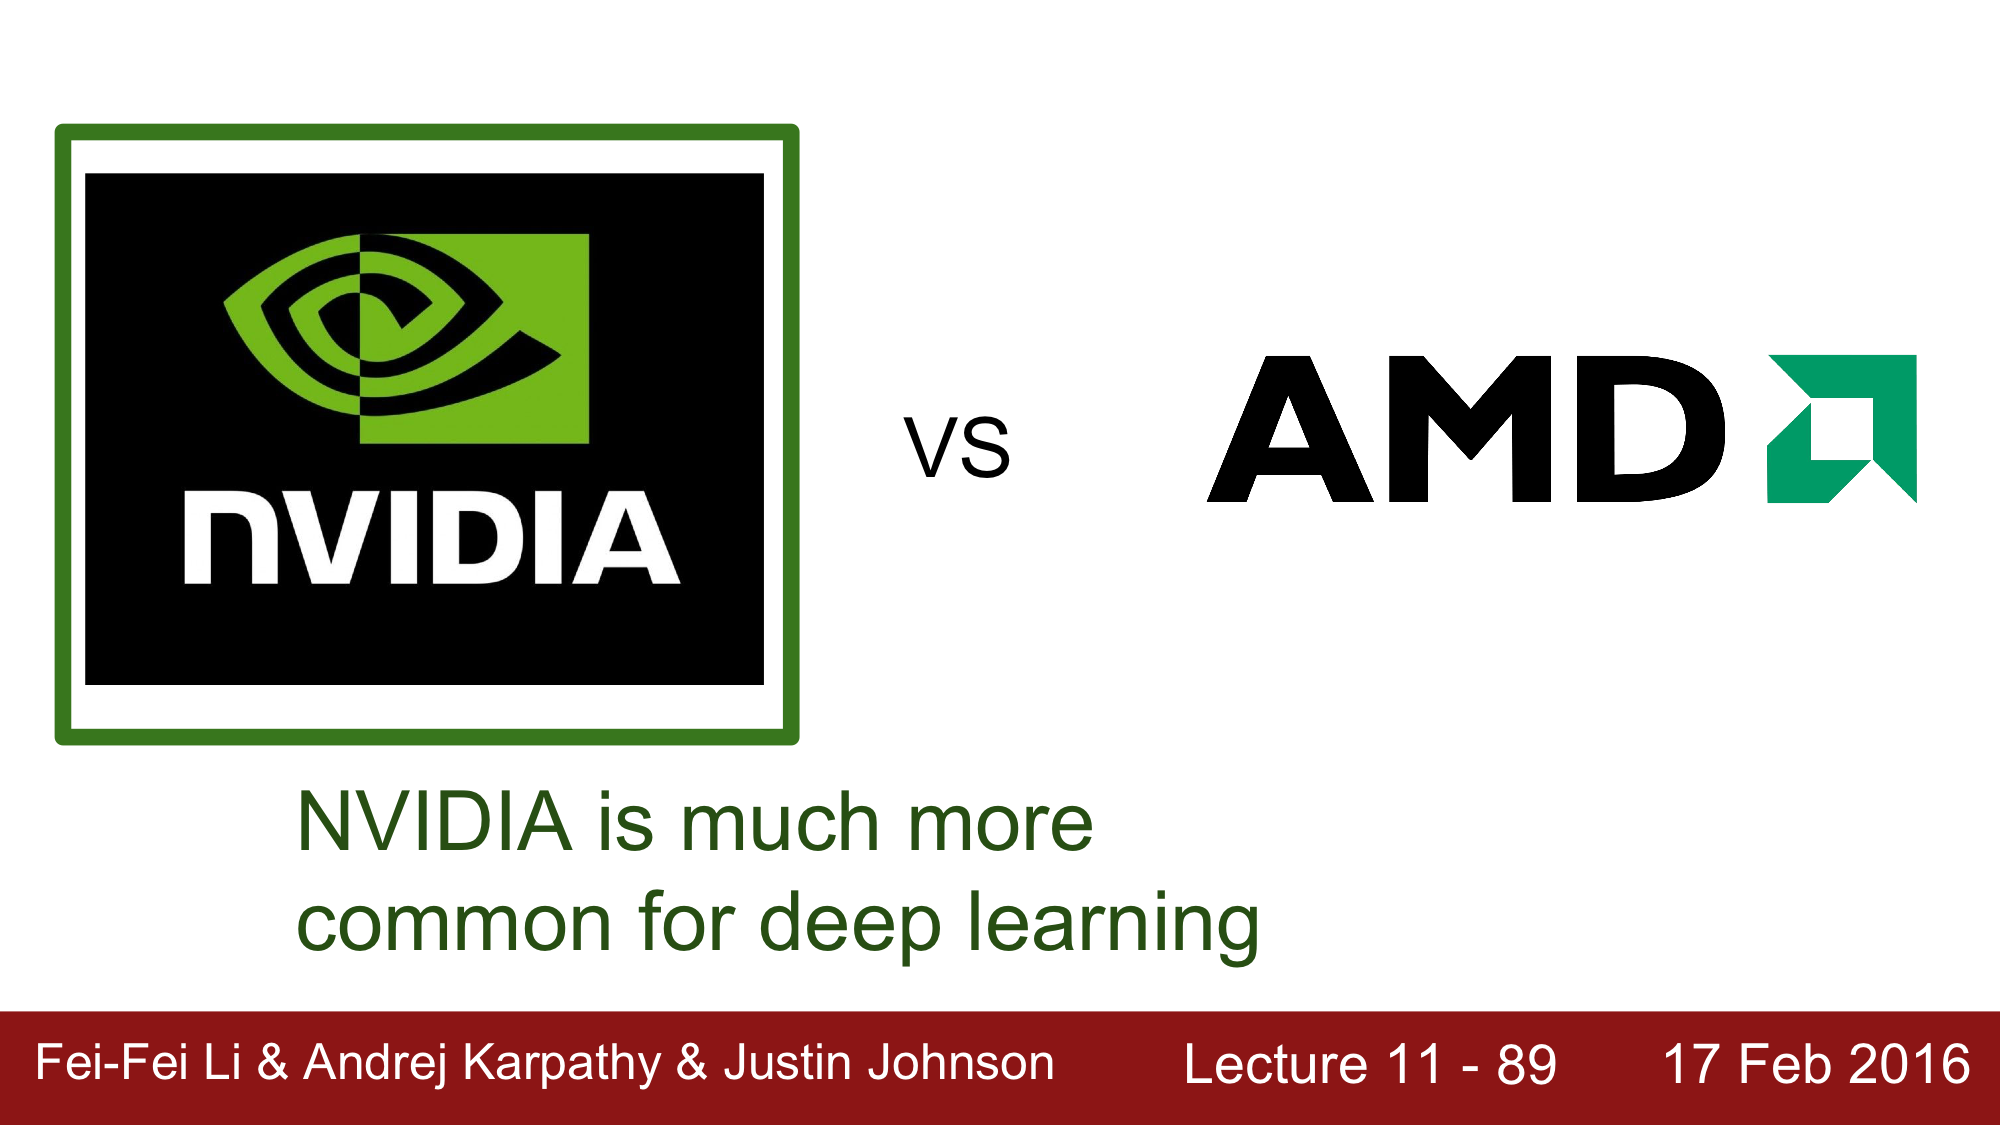 NVIDIA
VS
AMD
NVIDIA is much more
common for deep learning
Fei-Fei Li & Andrej Karpathy & Justin Johnson
Lecture 11 - 89
17 Feb 2016